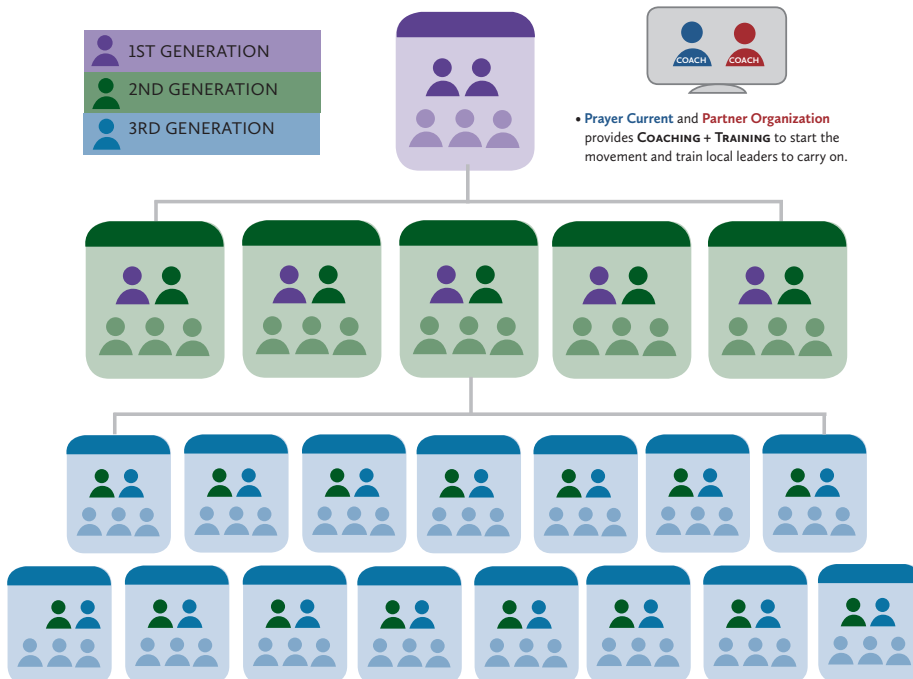 1ST GENERATION
2ND GENERATION
3RD GENERATION
COACH COACH
• Prayer Current and Partner Organization
provides COACHING + TRAINING to start the
movement and train local leaders to carry on.